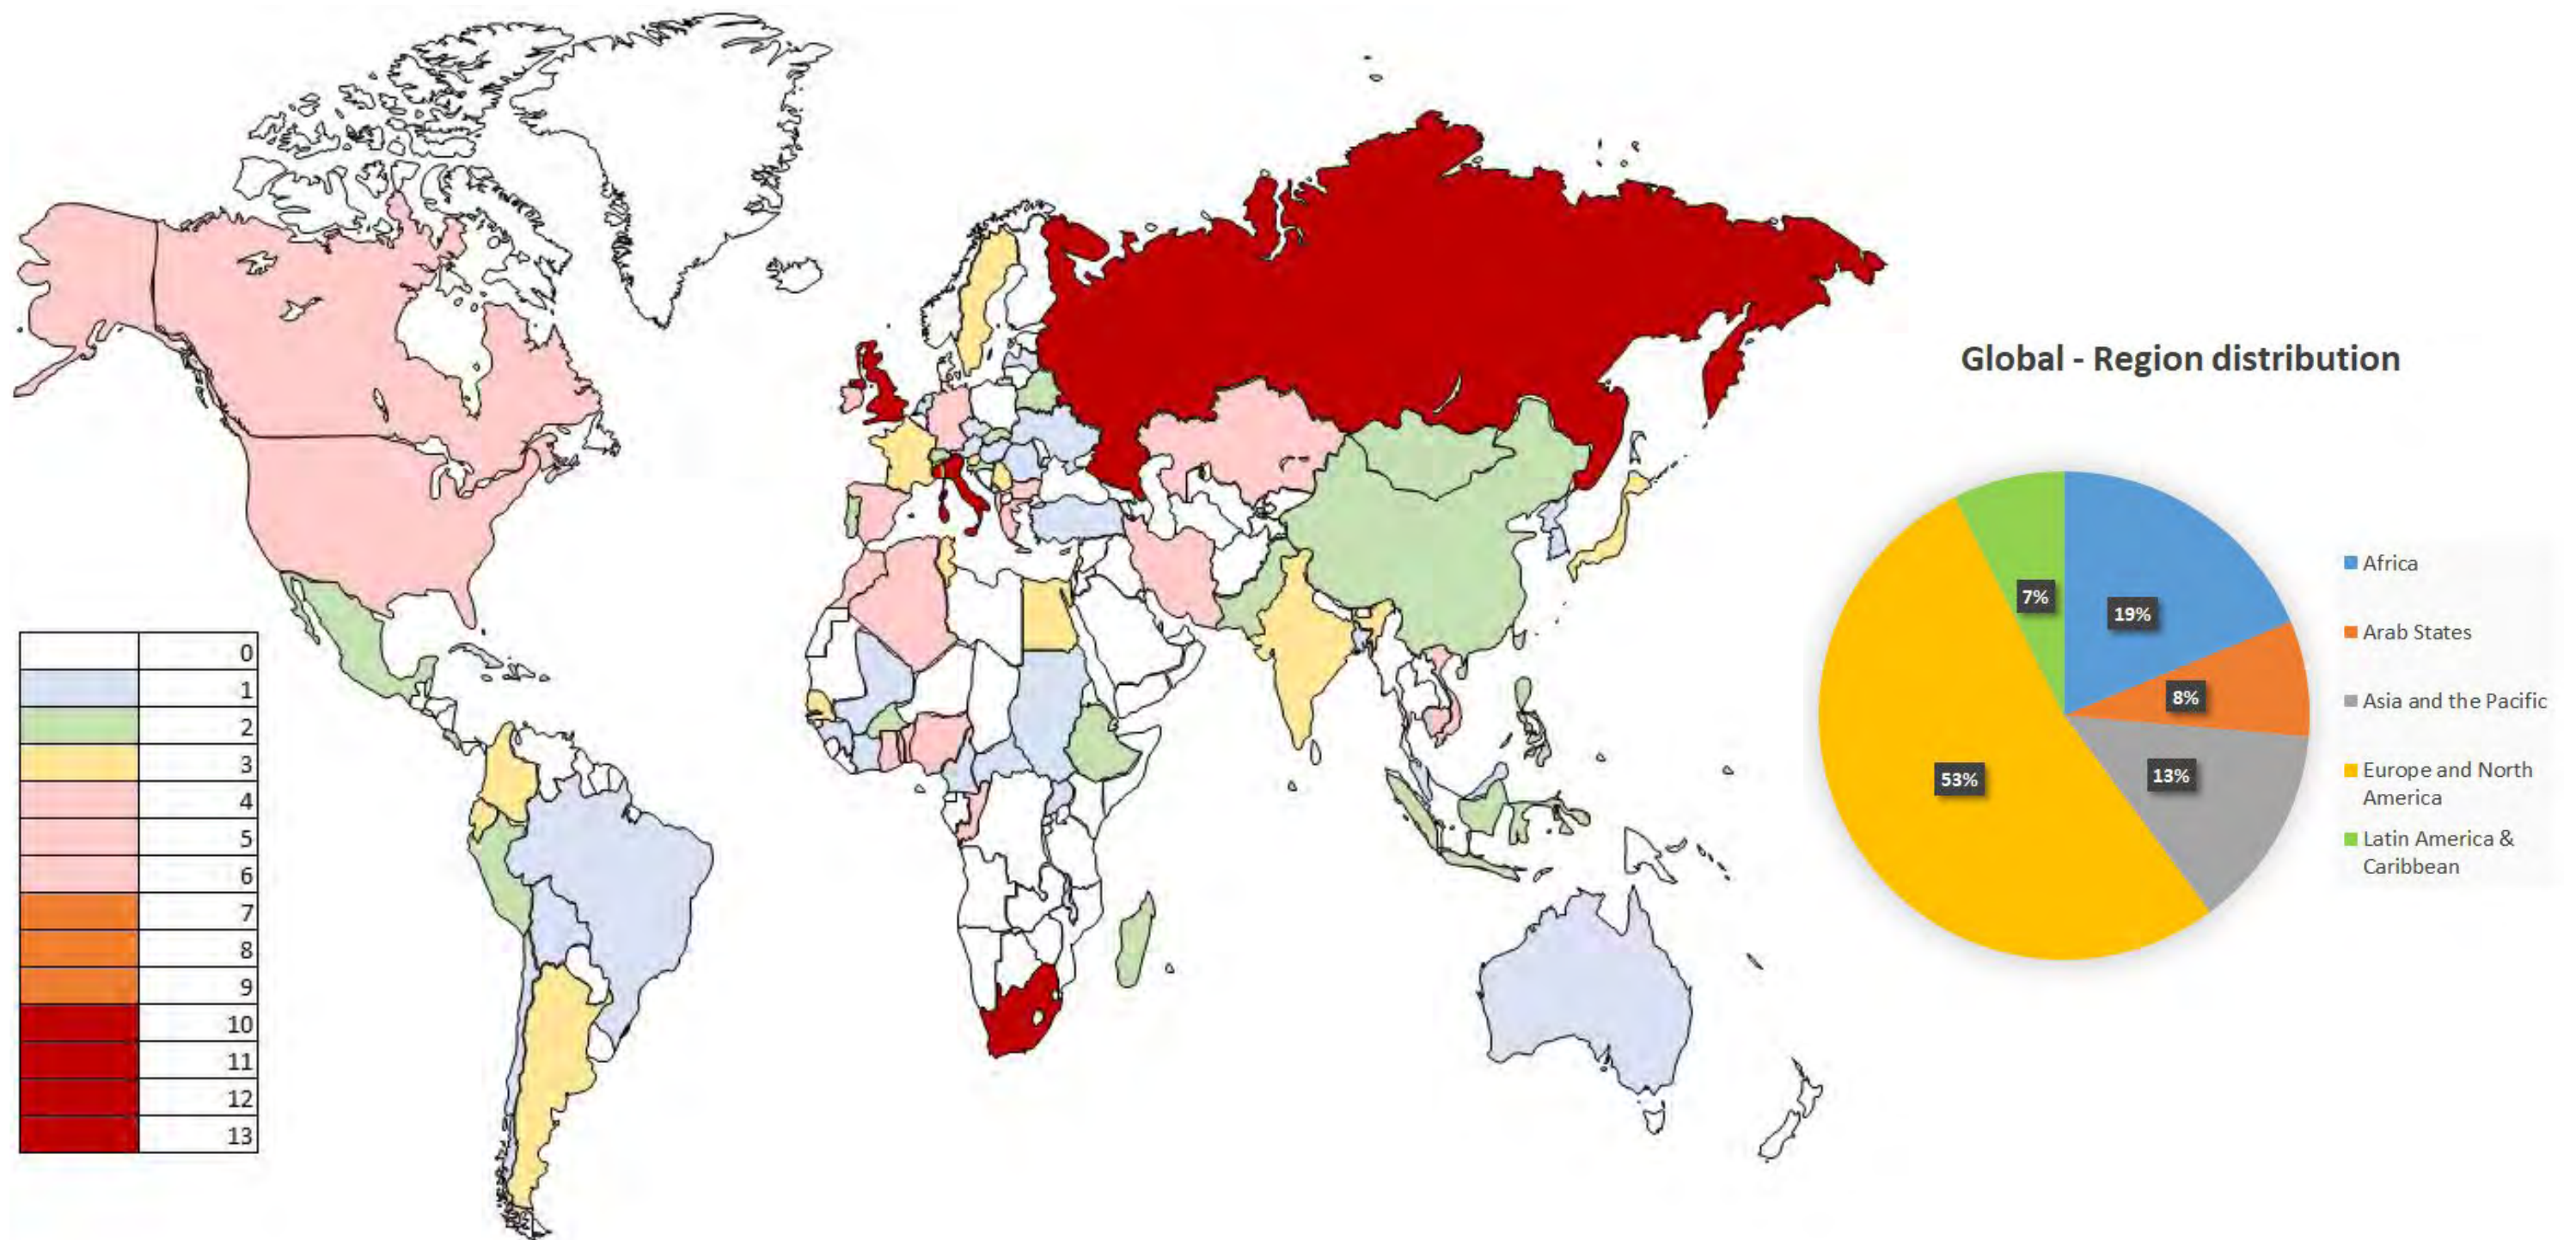 0
1
2
3
4
5
6
7
8
9
10
11
12
13
Global - Region distribution
7%
19%
8%
13%
53%
Africa
Arab States
Asia and the Pacific
Europe and North
America
Latin America &
Caribbean